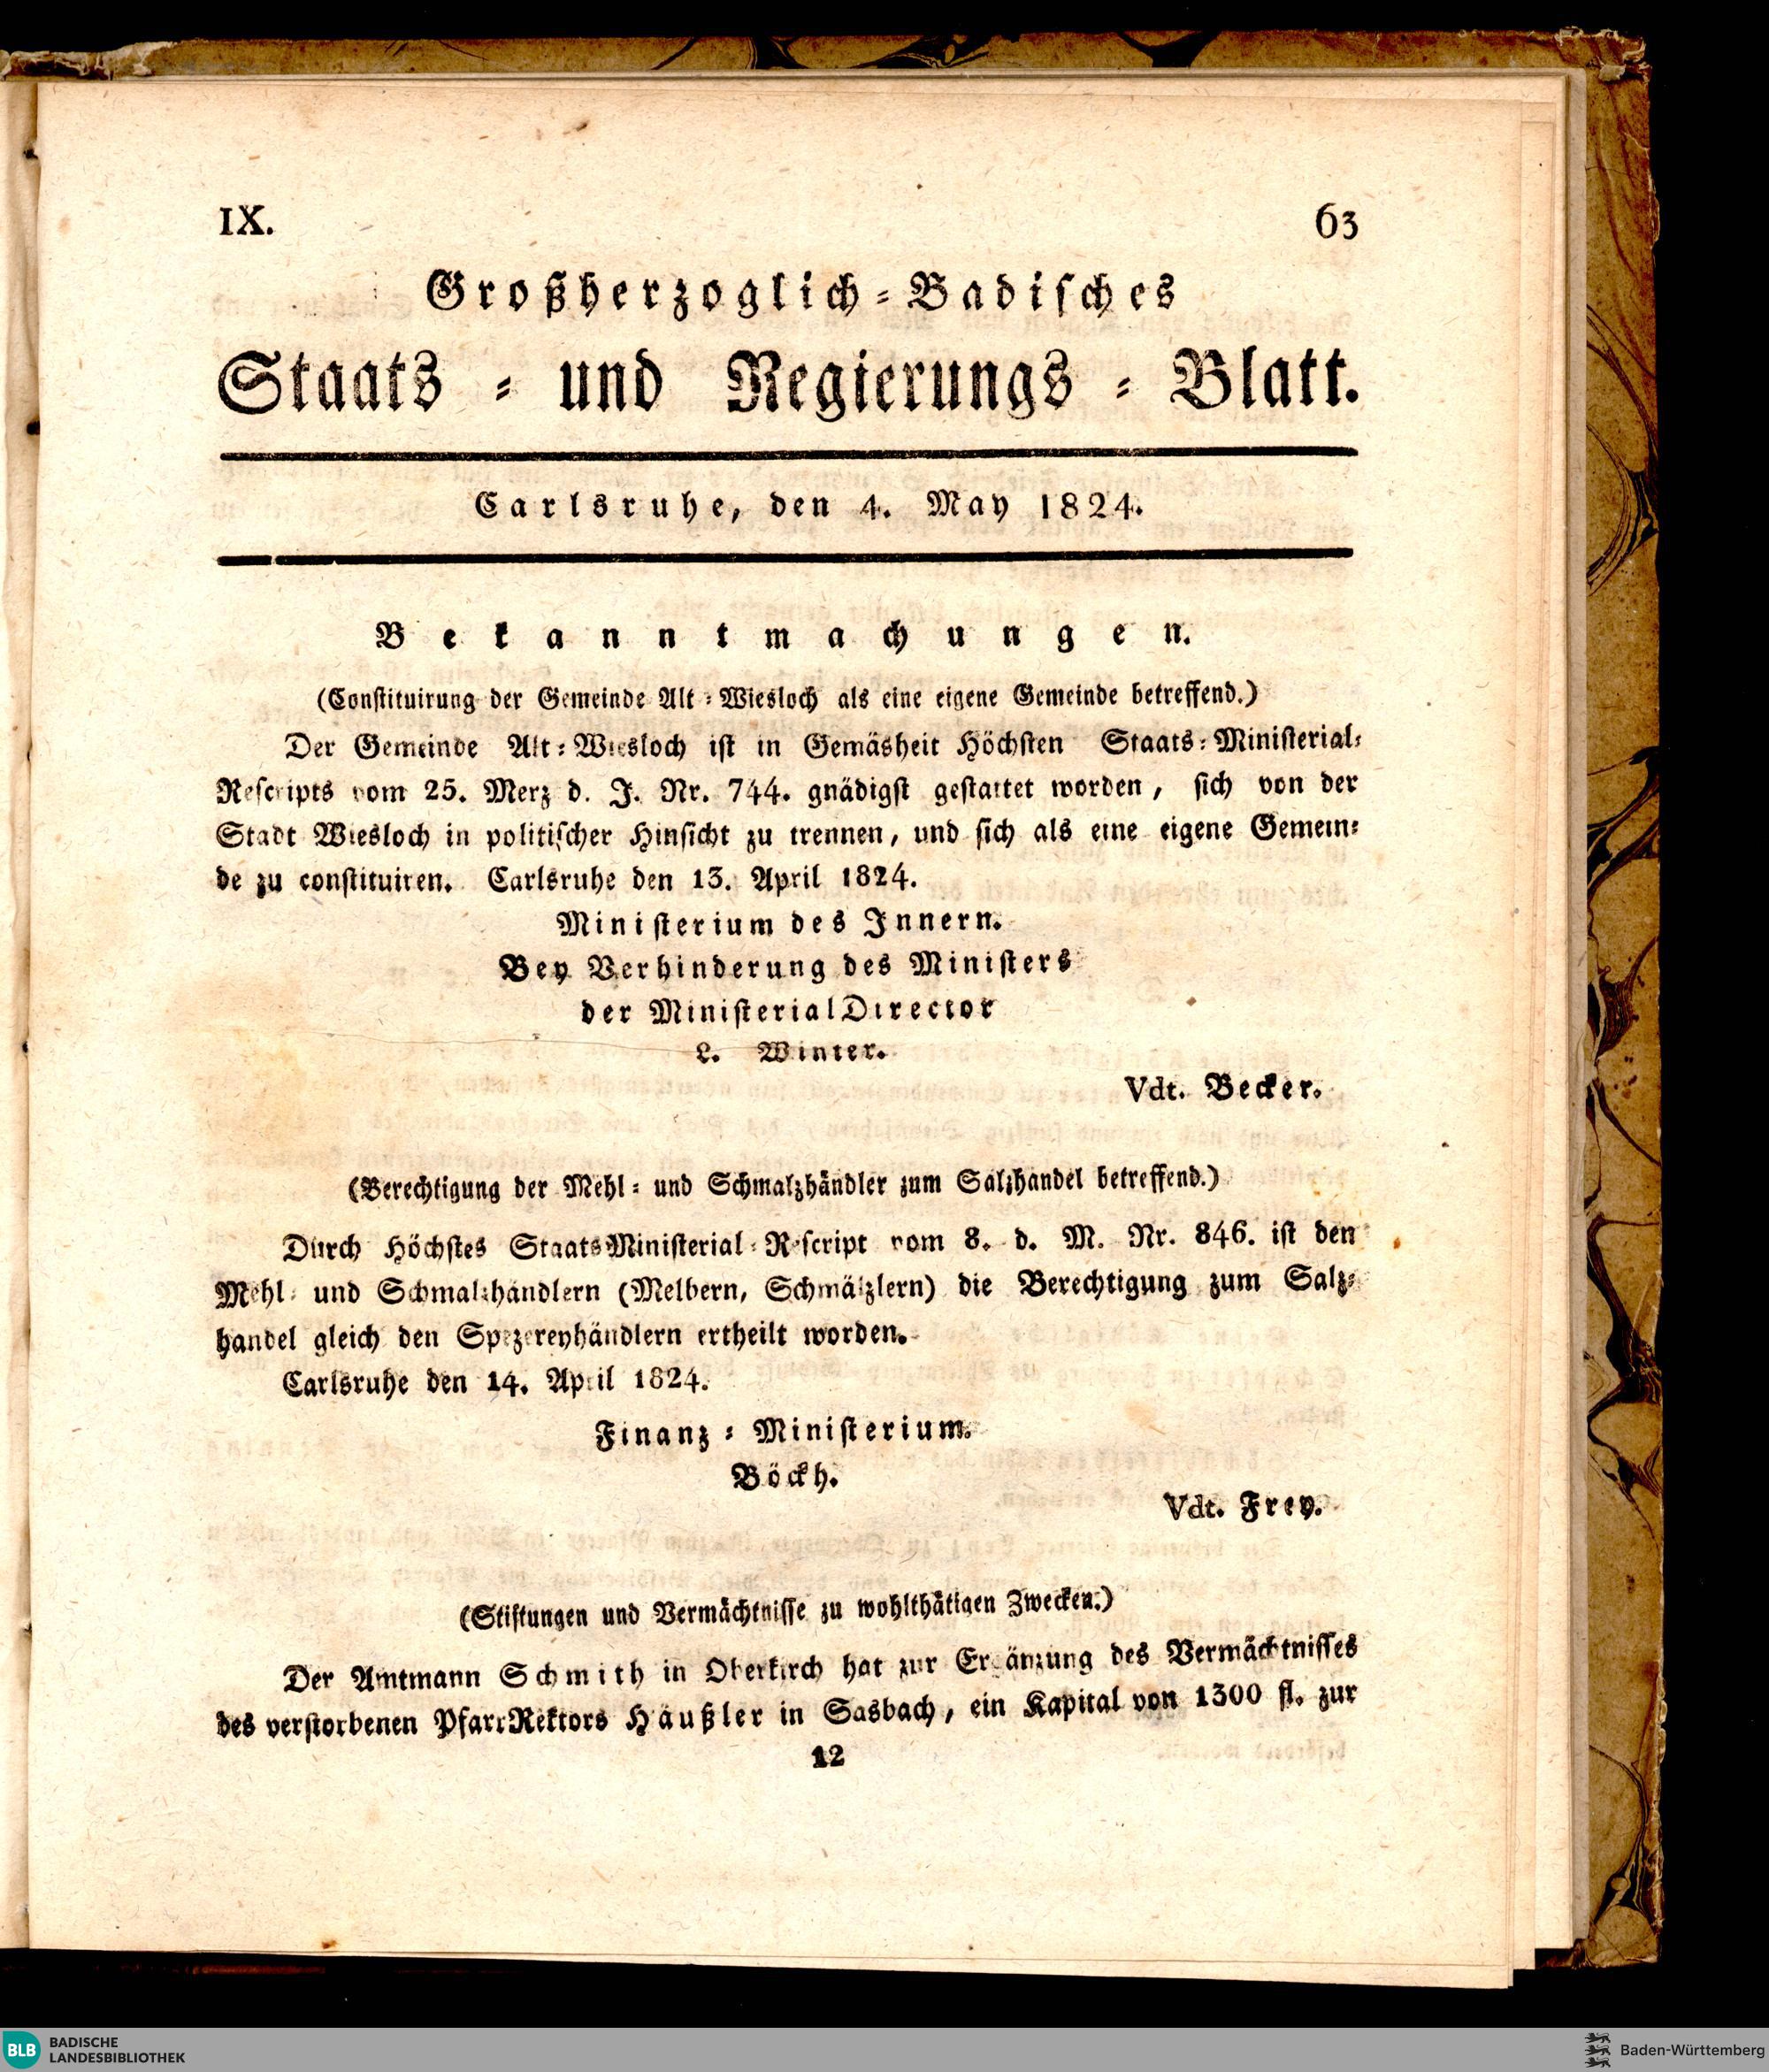 IX.
63
Großherzoglich-Badisches
Staats- und Regierungs-Blatt.
Carlsruhe, den 4. May 1824.
Bekanntmachungen.
(Constituirung der Gemeinde Alt-Wiesloch als eine eigene Gemeinde betreffend.)
Der Gemeinde Alt-Wiesloch ist in Gemäsheit Höchsten Staats-Ministerial-
Rescripts vom 25. Merz d. J. Nr. 744. gnädigst gestattet worden, sich von der
Stadt Wiesloch in politischer Hinsicht zu trennen, und sich als eine eigene Gemein-
de zu constituiren. Carlsruhe den 13. April 1824.
Ministerium des Innern.
Bey Verhinderung des Ministers
der MinisterialDirector
L. Winter.
Vdt. Becker.
(Berechtigung der Mehl- und Schmalzhändler zum Salzhandel betreffend.)
Durch Höchstes StaatsMinisterial-Rescript vom 8. d. M. Nr. 846. ist den
Mehl- und Schmalzhändlern (Melbern, Schmälzlern) die Berechtigung zum Salz-
handel gleich den Spezereyhändlern ertheilt worden.
Carlsruhe den 14. April 1824.
Finanz-Ministerium.
Böckh.
Vdt. Frey.
(Stiftungen und Vermächtnisse zu wohlthätigen Zwecken.)
Der Amtmann Schmith in Oberkirch hat zur Ergänzung des Vermächtnisses
des verstorbenen PfarrRektors Häußler in Sasbach, ein Kapital von 1300 fl. zur
12
BLB BADISCHE
LANDESBIBLIOTHEK
Baden-Württemberg